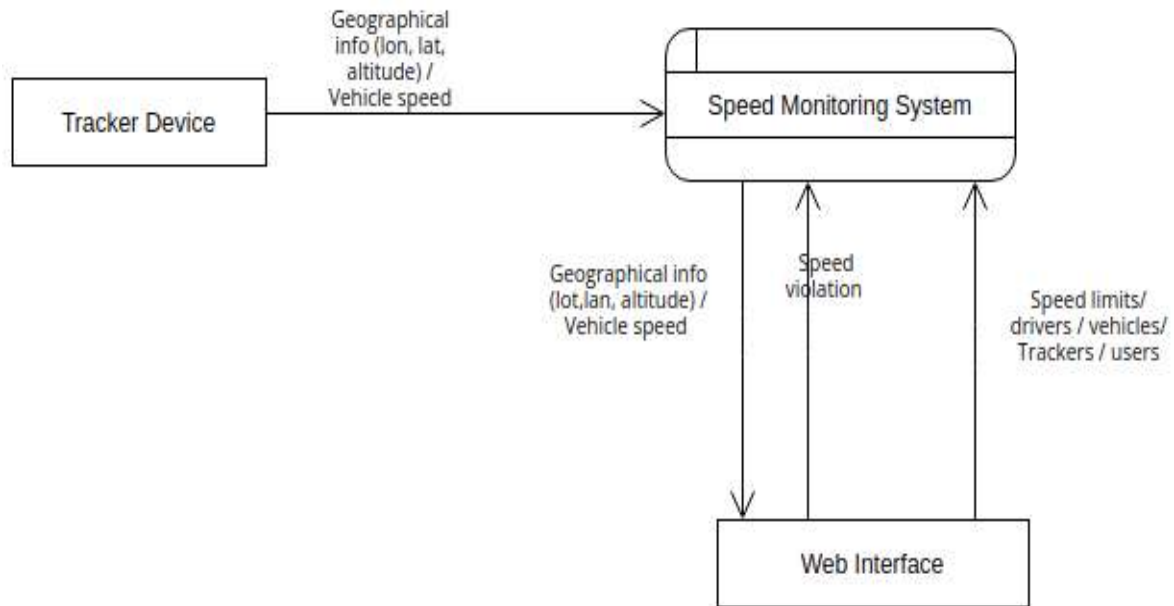 Geographical
info (lon, lat,
altitude) /
Vehicle speed
Tracker Device
Speed Monitoring System
Geographical info
(lot,lan, altitude) /
Vehicle speed
Speed
violation
Speed limits/
drivers / vehicles/
Trackers / users
Web Interface